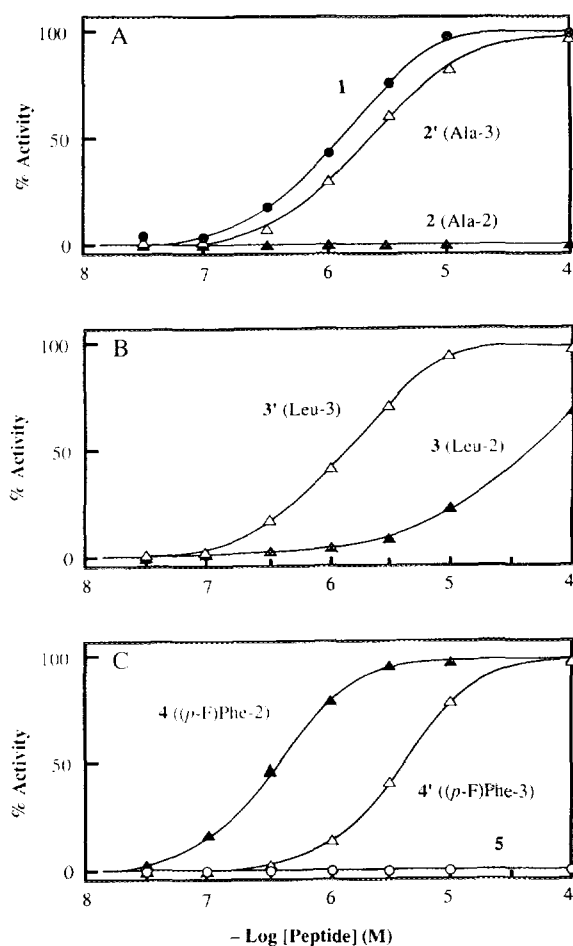 A
100
50
0
% Activity
1
2' (Ala-3)
2 (Ala-2)
8 7 6 5 4
B
100
50
0
% Activity
3' (Leu-3)
3 (Leu-2)
8 7 6 5 4
C
100
50
0
% Activity
4 ((p-F)Phe-2)
4' ((p-F)Phe-3)
5
8 7 6 5 4
– Log [Peptide] (M)